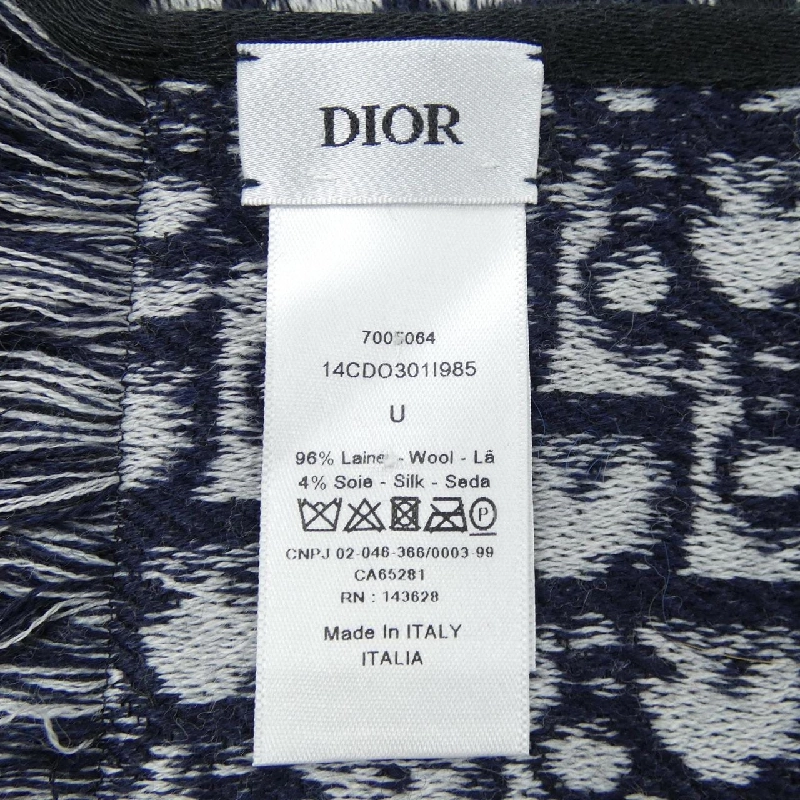 DIOR
7005064
14CDO301I985
U
96% Laine - Wool - Lã
4% Soie - Silk - Seda
P
CNPJ 02-046-366/0003-99
CA65281
RN : 143628
Made In ITALY
ITALIA